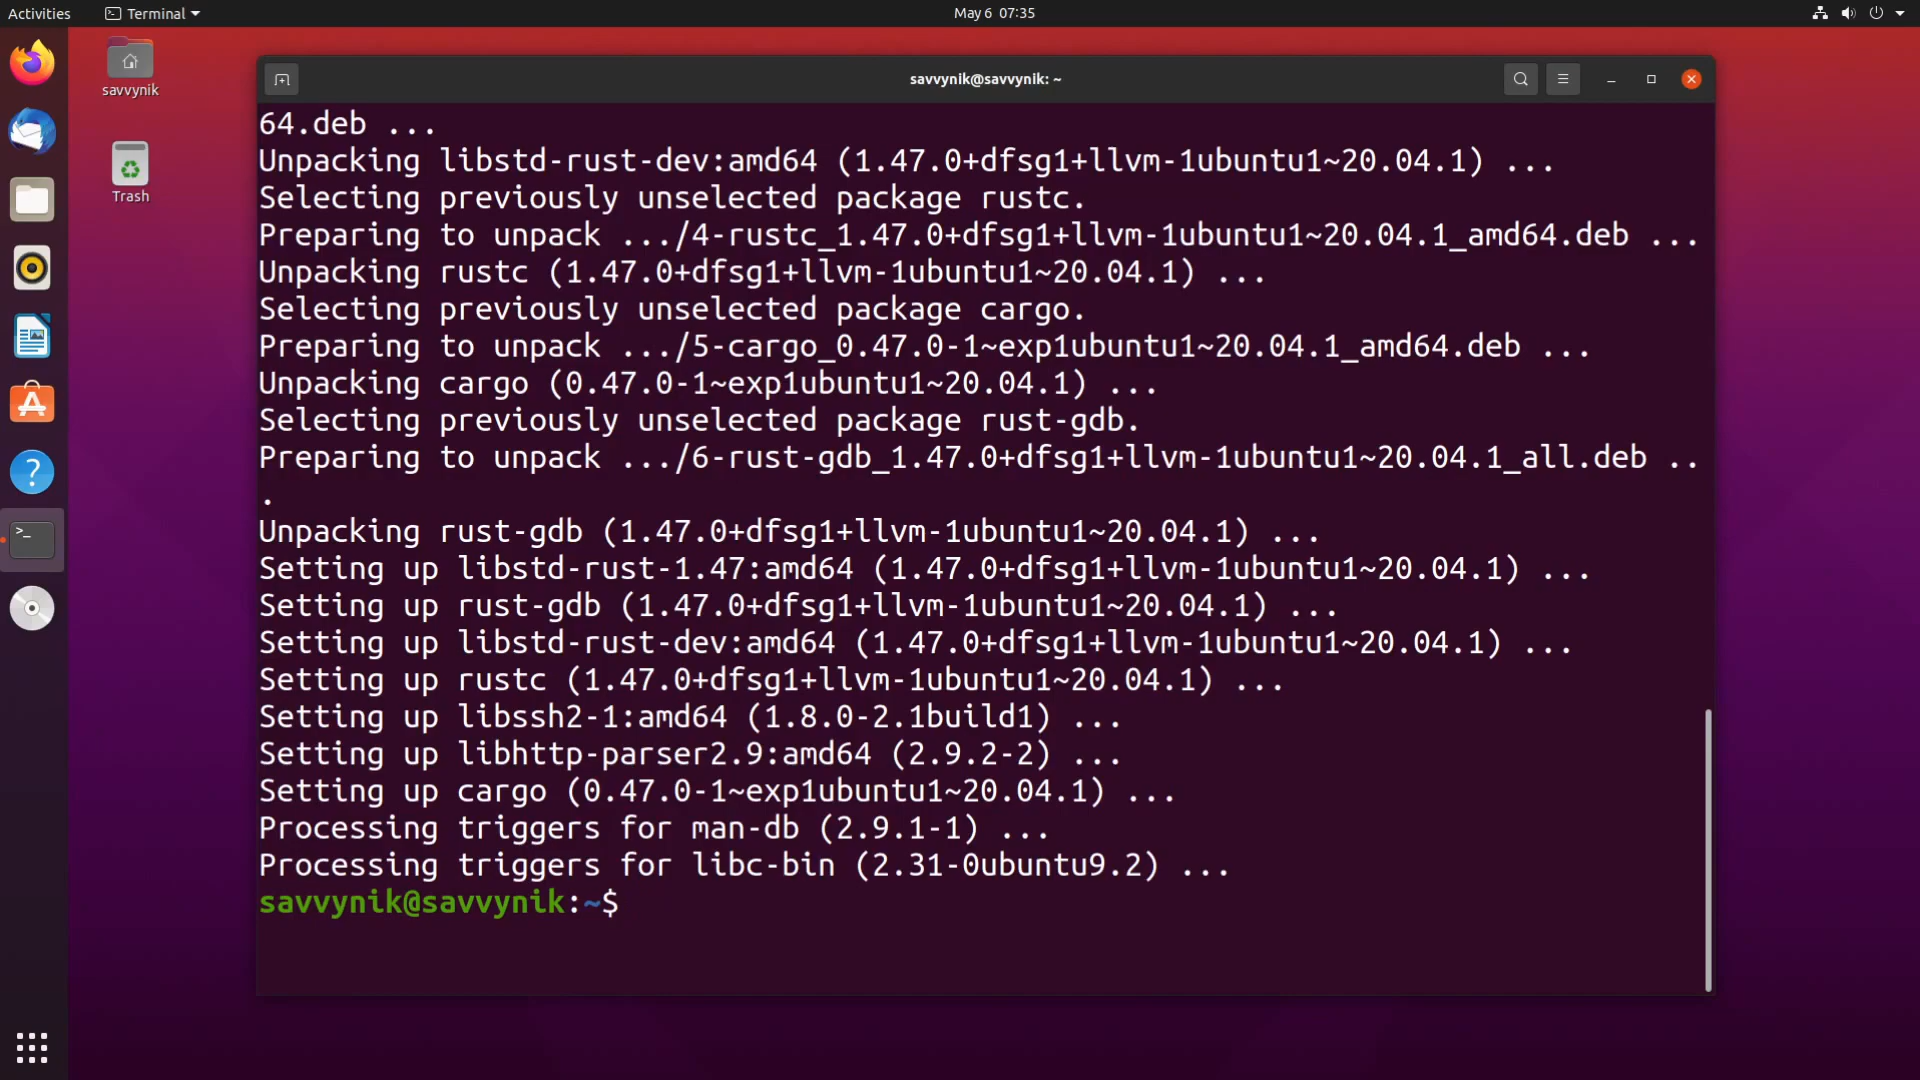 Activities
Terminal
May 6 07:35
savvynik
Trash
savvynik@savvynik: ~
64.deb ...
Unpacking libstd-rust-dev:amd64 (1.47.0+dfsg1+llvm-1ubuntu1~20.04.1) ...
Selecting previously unselected package rustc.
Preparing to unpack .../4-rustc_1.47.0+dfsg1+llvm-1ubuntu1~20.04.1_amd64.deb ...
Unpacking rustc (1.47.0+dfsg1+llvm-1ubuntu1~20.04.1) ...
Selecting previously unselected package cargo.
Preparing to unpack .../5-cargo_0.47.0-1~exp1ubuntu1~20.04.1_amd64.deb ...
Unpacking cargo (0.47.0-1~exp1ubuntu1~20.04.1) ...
Selecting previously unselected package rust-gdb.
Preparing to unpack .../6-rust-gdb_1.47.0+dfsg1+llvm-1ubuntu1~20.04.1_all.deb ..
.
Unpacking rust-gdb (1.47.0+dfsg1+llvm-1ubuntu1~20.04.1) ...
Setting up libstd-rust-1.47:amd64 (1.47.0+dfsg1+llvm-1ubuntu1~20.04.1) ...
Setting up rust-gdb (1.47.0+dfsg1+llvm-1ubuntu1~20.04.1) ...
Setting up libstd-rust-dev:amd64 (1.47.0+dfsg1+llvm-1ubuntu1~20.04.1) ...
Setting up rustc (1.47.0+dfsg1+llvm-1ubuntu1~20.04.1) ...
Setting up libssh2-1:amd64 (1.8.0-2.1build1) ...
Setting up libhttp-parser2.9:amd64 (2.9.2-2) ...
Setting up cargo (0.47.0-1~exp1ubuntu1~20.04.1) ...
Processing triggers for man-db (2.9.1-1) ...
Processing triggers for libc-bin (2.31-0ubuntu9.2) ...
savvynik@savvynik:~$